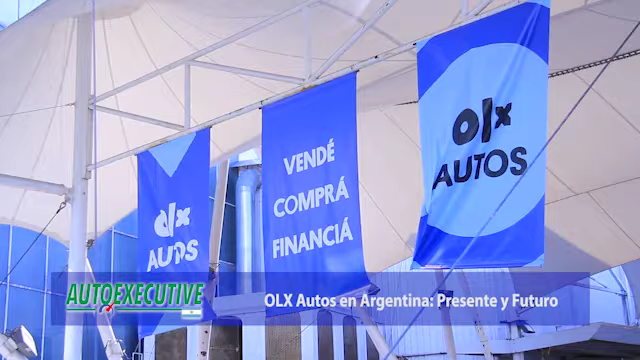 olx
AUTOS
VENDÉ
COMPRÁ
FINANCIÁ
olx
AUTOS
AUTOEXECUTIVE
OLX Autos en Argentina: Presente y Futuro